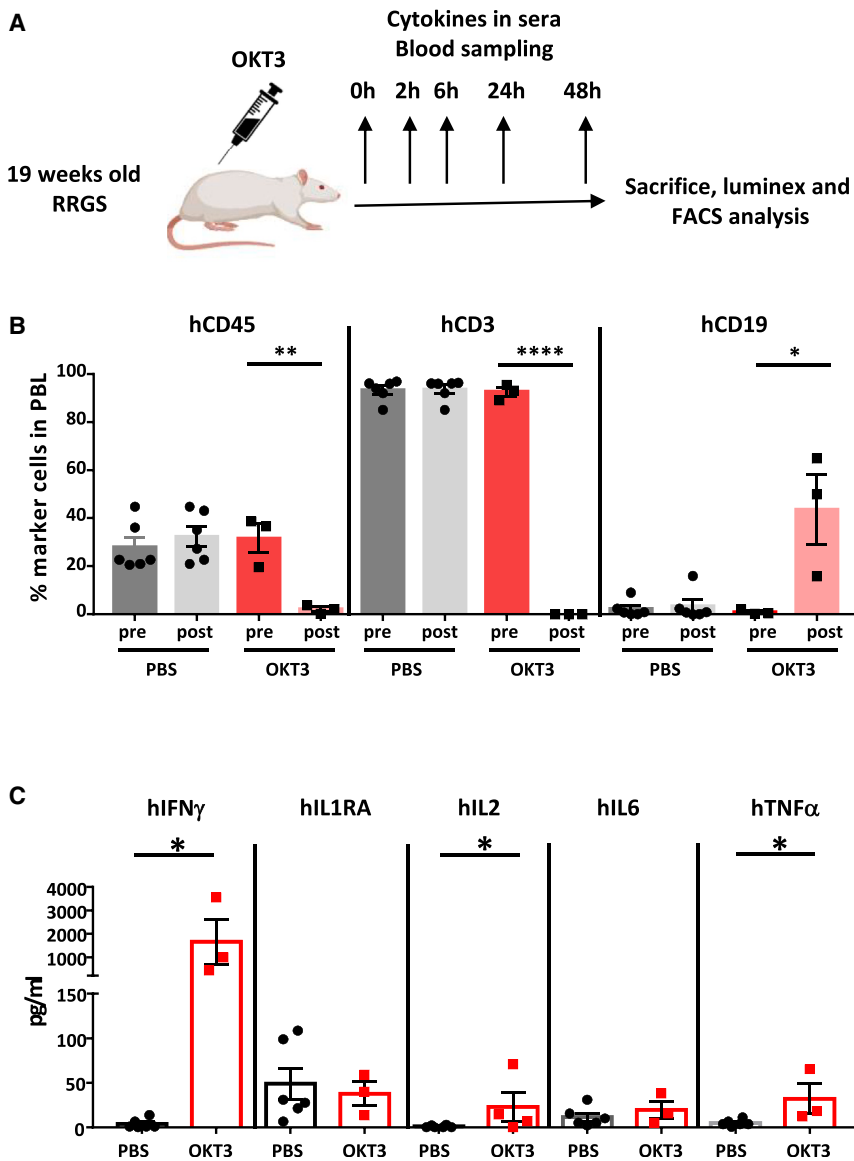 A
Cytokines in sera
Blood sampling
OKT3
0h 2h 6h 24h 48h
19 weeks old
RRGS
Sacrifice, luminex and
FACS analysis
B
hCD45 hCD3 hCD19
** **** *
% marker cells in PBL
100
80
60
40
20
0
pre post pre post pre post pre post pre post pre post
PBS OKT3 PBS OKT3 PBS OKT3
C
hIFNγ hIL1RA hIL2 hIL6 hTNFα
* * *
pg/ml
4000
3000
2000
1000
150
100
50
0
PBS OKT3 PBS OKT3 PBS OKT3 PBS OKT3 PBS OKT3